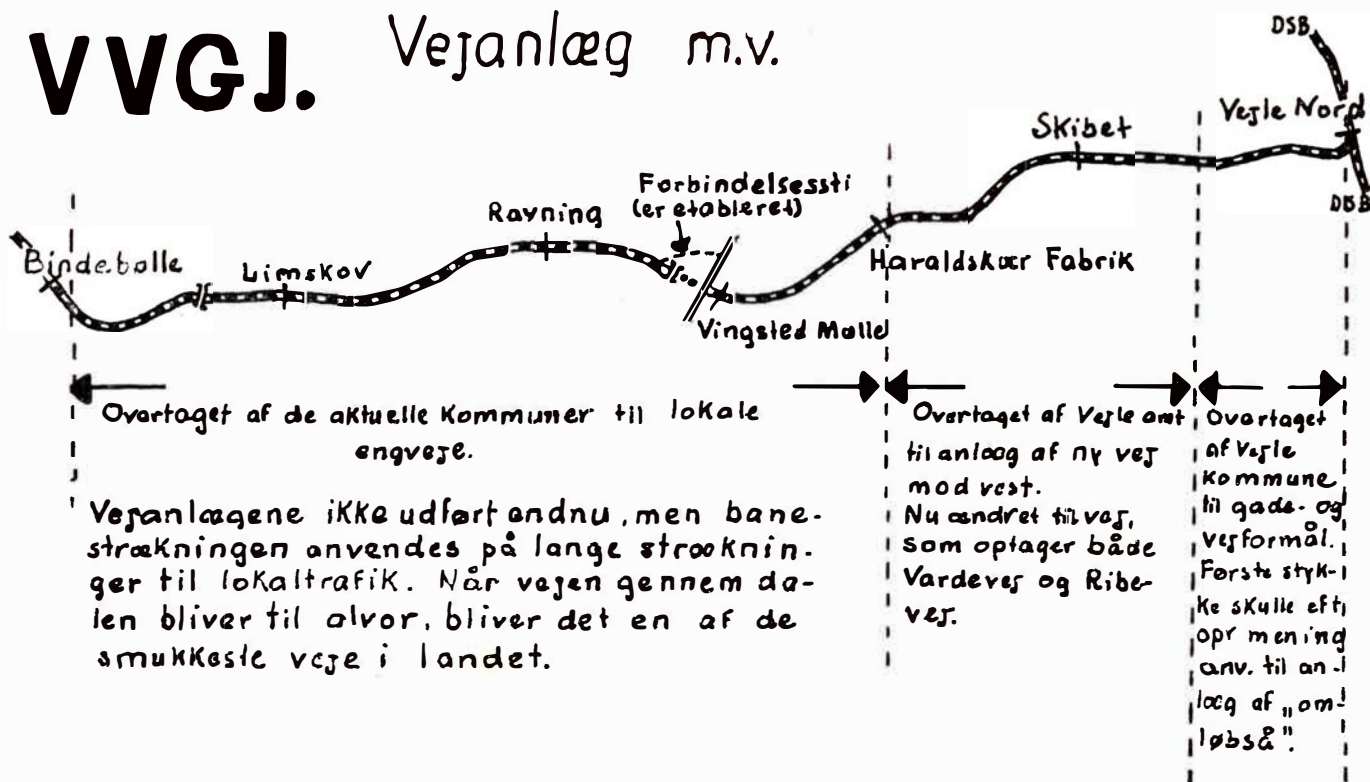 VVGJ. Vejanlæg m.v.
DSB
Vejle Nord
Skibet
Forbindelsessti
(er etableret)
Ravning
DSB
Bindebølle
Limskov
Haraldskær Fabrik
Vingsted Mølle
Overtaget af de aktuelle kommuner til lokale
engveje.
Vejanlægene ikke udført endnu, men bane-
strækningen anvendes på lange stræknin-
ger til lokaltrafik. Når vejen gennem da-
len bliver til alvor, bliver det en af de
smukkeste veje i landet.
Overtaget af Vejle amt
til anlæg af ny vej
mod vest.
Nu ændret til vej,
som optager både
Vardevej og Ribe-
vej.
Overtaget
af Vejle
kommune
til gade- og
vejformål.
Første styk-
ke skulle eft,
opr mening
anv. til an-
læg af „om-
løbså".